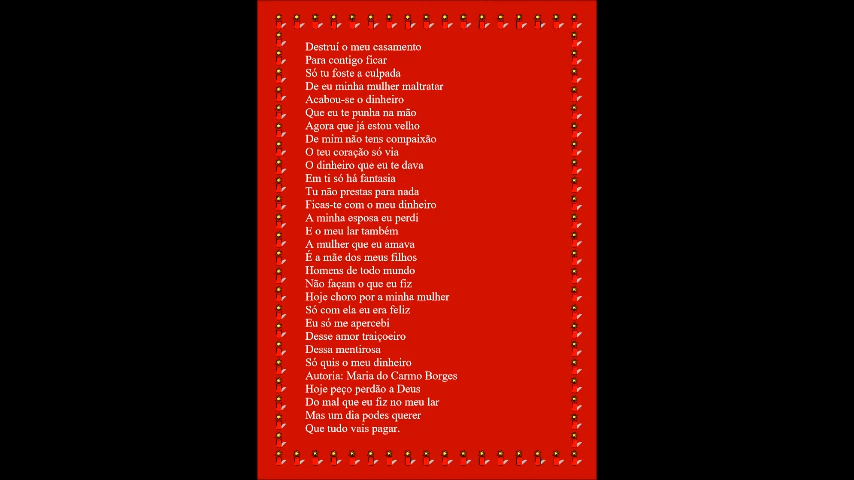 Destruí o meu casamento
Para contigo ficar
Só tu foste a culpada
De eu minha mulher maltratar
Acabou-se o dinheiro
Que eu te punha na mão
Agora que já estou velho
De mim não tens compaixão
O teu coração só via
O dinheiro que eu te dava
Em ti só há fantasia
Tu não prestas para nada
Ficas-te com o meu dinheiro
A minha esposa eu perdi
E o meu lar também
A mulher que eu amava
É a mãe dos meus filhos
Homens de todo mundo
Não façam o que eu fiz
Hoje choro por a minha mulher
Só com ela eu era feliz
Eu só me apercebi
Desse amor traiçoeiro
Dessa mentirosa
Só quis o meu dinheiro
Autoria: Maria do Carmo Borges
Hoje peço perdão a Deus
Do mal que eu fiz no meu lar
Mas um dia podes querer
Que tudo vais pagar.